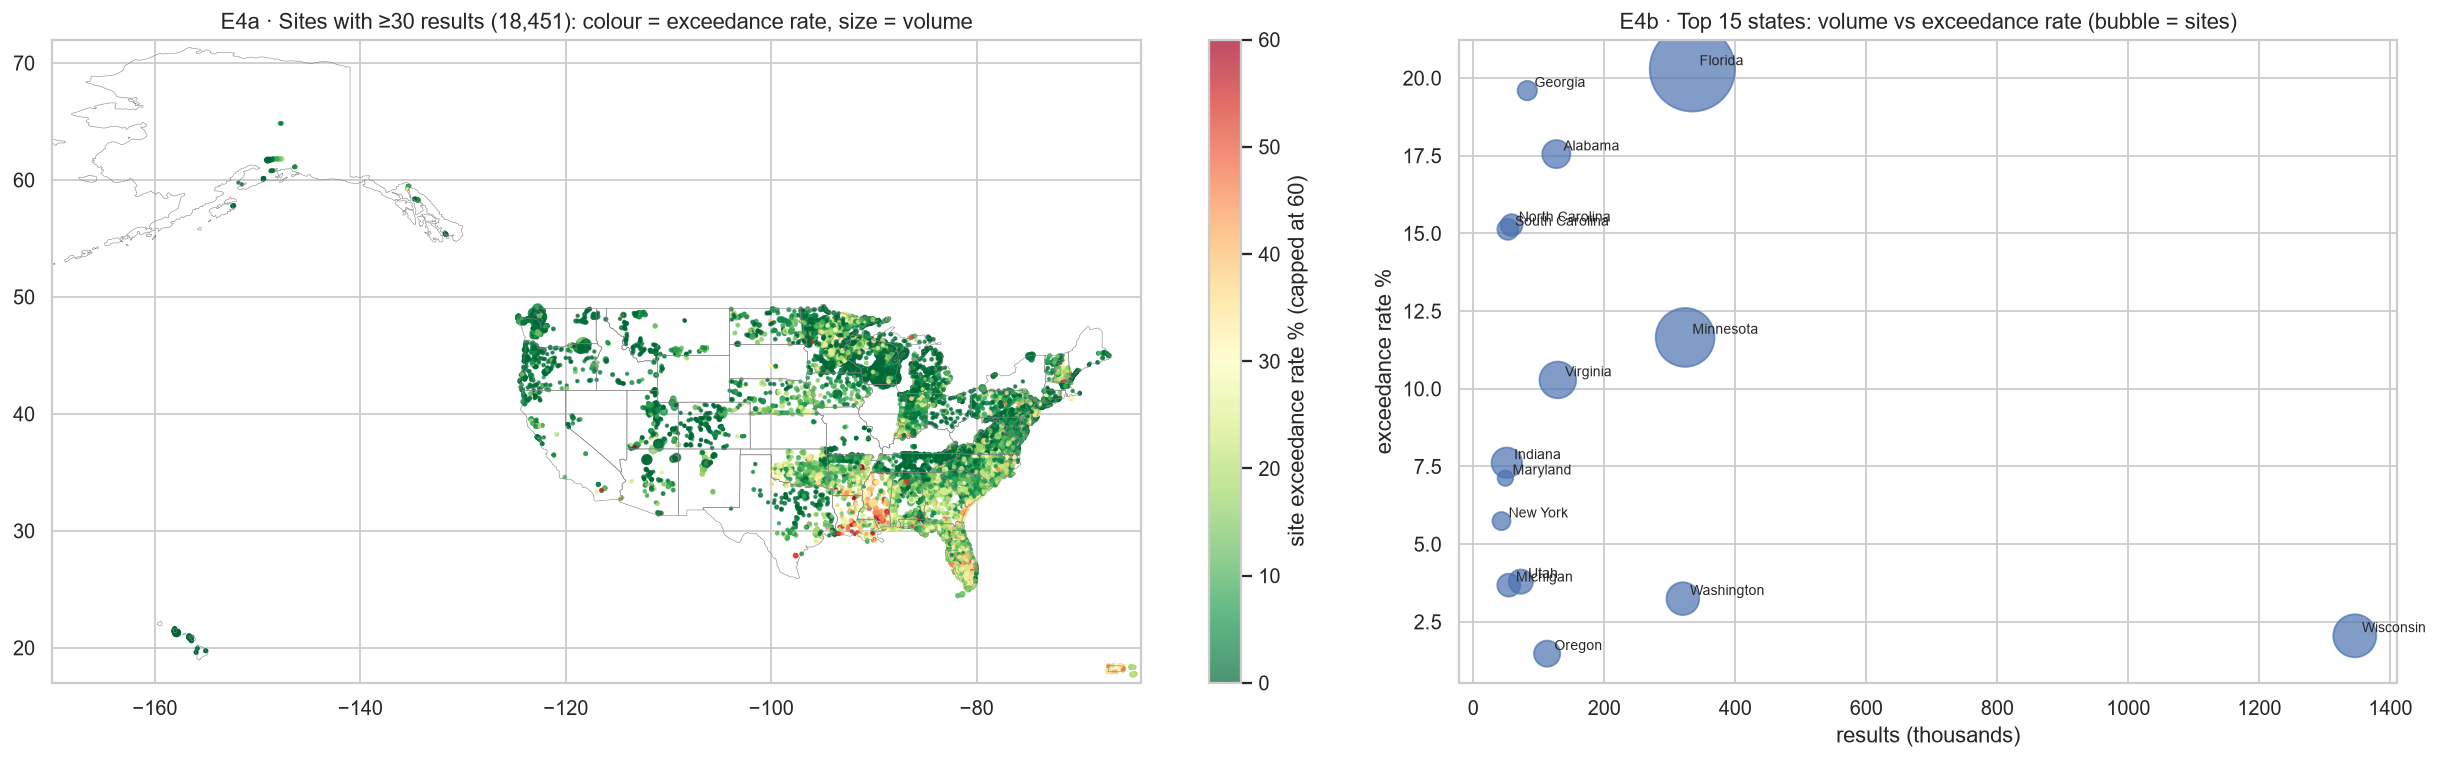 E4a · Sites with ≥30 results (18,451): colour = exceedance rate, size = volume
70
60
50
40
30
20
−160
−140
−120
−100
−80
60
50
40
30
20
10
0
site exceedance rate % (capped at 60)
E4b · Top 15 states: volume vs exceedance rate (bubble = sites)
20.0
17.5
15.0
12.5
10.0
7.5
5.0
2.5
exceedance rate %
Florida
Georgia
Alabama
North Carolina
South Carolina
Minnesota
Virginia
Indiana
Maryland
New York
Utah
Michigan
Washington
Wisconsin
Oregon
0
200
400
600
800
1000
1200
1400
results (thousands)